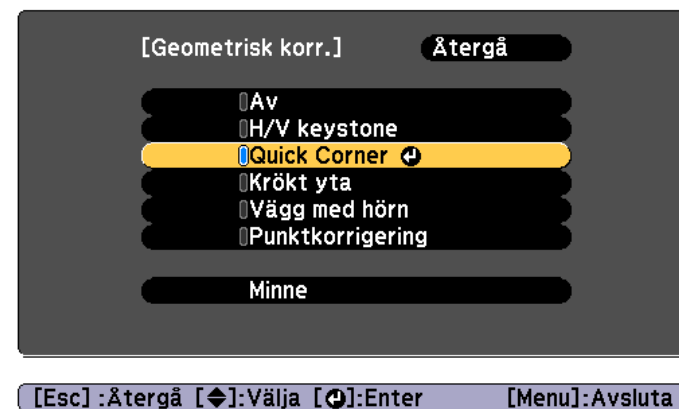 [Geometrisk korr.] Återgå
Av
H/V keystone
Quick Corner
Krökt yta
Vägg med hörn
Punktkorrigering
Minne
[Esc] :Återgå [◆]:Välja [⏎]:Enter [Menu]:Avsluta